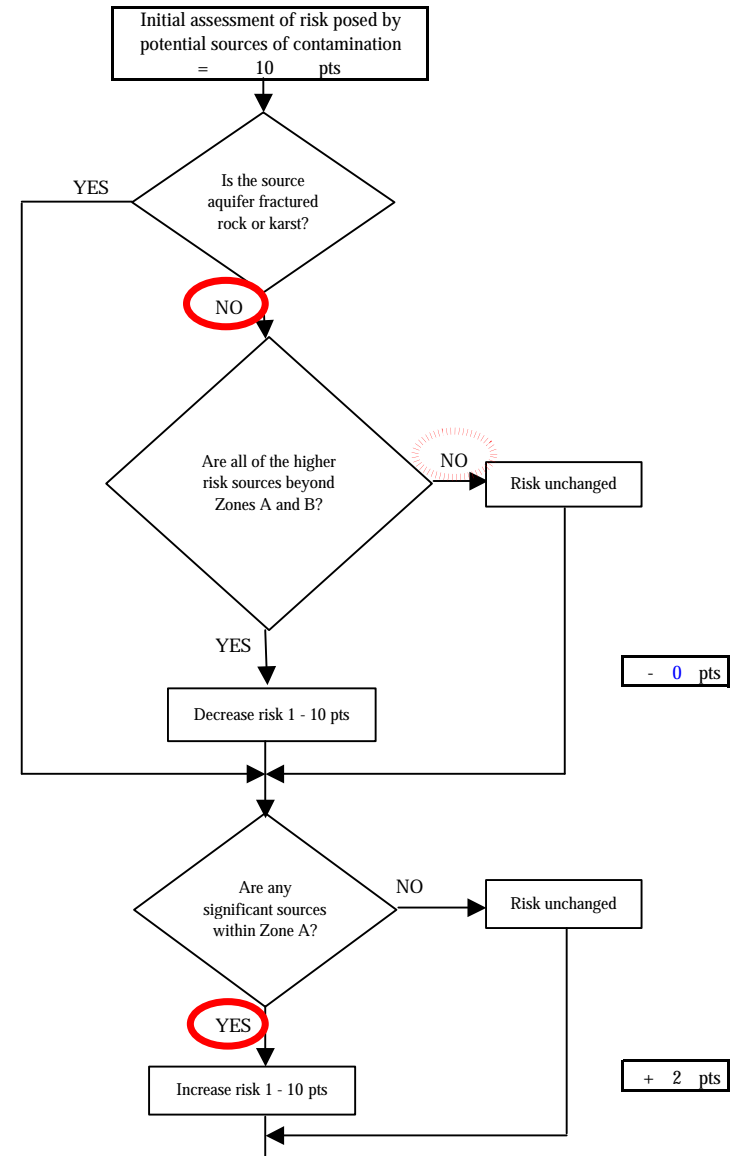 Initial assessment of risk posed by
potential sources of contamination
= 10 pts
Is the source
aquifer fractured
rock or karst?
YES
NO
Are all of the higher
risk sources beyond
Zones A and B?
NO
Risk unchanged
YES
- 0 pts
Decrease risk 1 - 10 pts
Are any
significant sources
within Zone A?
NO
Risk unchanged
YES
Increase risk 1 - 10 pts
+ 2 pts